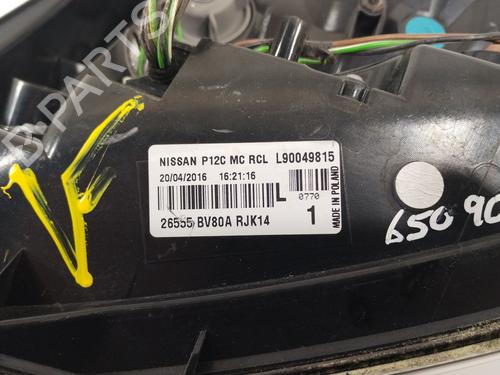 B-PARTS
NISSAN P12C MC RCL L90049815
20/04/2016 16:21:16
L
0770
26555 BV80A RJK14
1
MADE IN POLAND
650 90